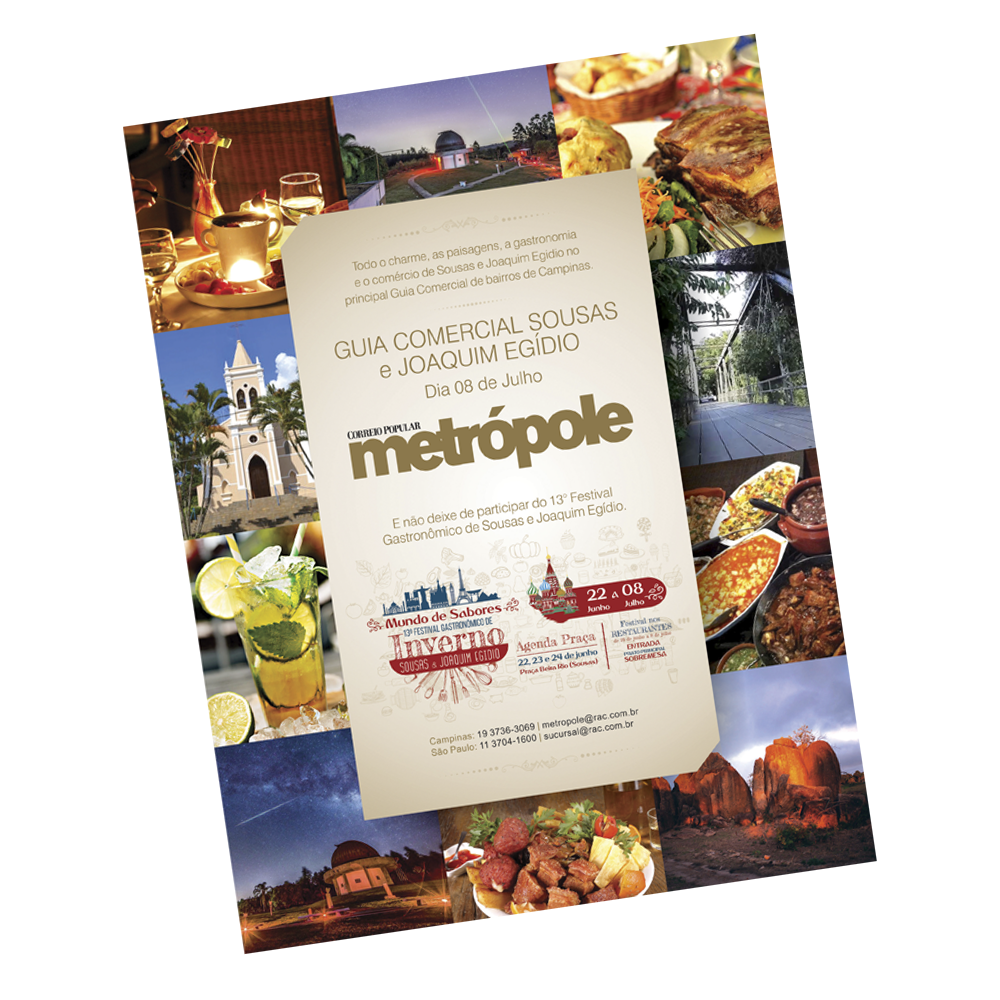 Todo o charme, as paisagens, a gastronomia
e o comércio de Sousas e Joaquim Egidio no
principal Guia Comercial de bairros de Campinas.
GUIA COMERCIAL SOUSAS
e JOAQUIM EGÍDIO
Dia 08 de Julho
CORREIO POPULAR
metrópole
E não deixe de participar do 13º Festival
Gastronômico de Sousas e Joaquim Egídio.
Mundo de Sabores
13º FESTIVAL GASTRONÔMICO DE
Inverno
SOUSAS & JOAQUIM EGIDIO
22 A 08
Junho Julho
Agenda Praça
22, 23 e 24 de junho
Praça Beira Rio (Sousas)
Festival nos
RESTAURANTES
ENTRADA
PRATO PRINCIPAL
SOBREMESA
Campinas: 19 3736-3069 | metropole@rac.com.br
São Paulo: 11 3704-1600 | sucursal@rac.com.br